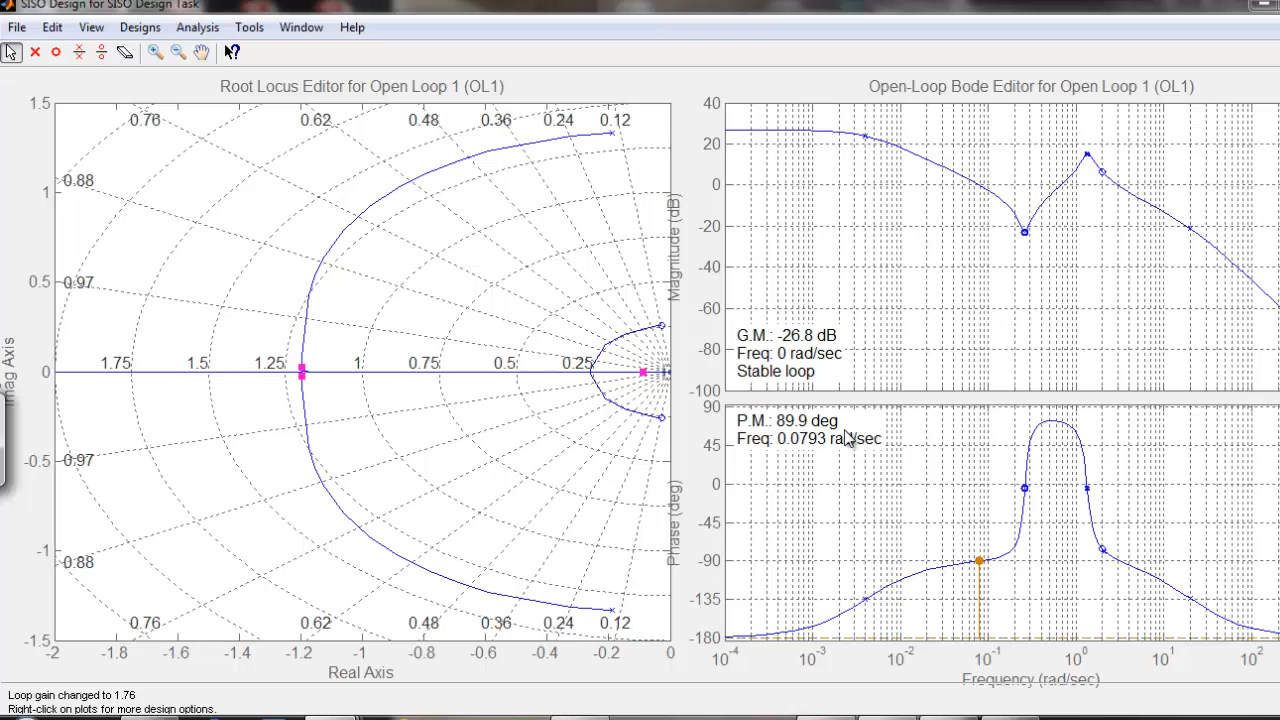 SISO Design for SISO Design Task
File Edit View Designs Analysis Tools Window Help
Root Locus Editor for Open Loop 1 (OL1)
1.5
1
0.5
0
-0.5
-1
-1.5
Imag Axis
0.76 0.62 0.48 0.36 0.24 0.12
0.88
0.97
1.75 1.5 1.25 1 0.75 0.5 0.25
0.97
0.88
0.76 0.62 0.48 0.36 0.24 0.12
-2 -1.8 -1.6 -1.4 -1.2 -1 -0.8 -0.6 -0.4 -0.2 0
Real Axis
Open-Loop Bode Editor for Open Loop 1 (OL1)
40
20
0
-20
-40
-60
-80
-100
Magnitude (dB)
G.M.: -26.8 dB
Freq: 0 rad/sec
Stable loop
90
45
0
-45
-90
-135
-180
Phase (deg)
P.M.: 89.9 deg
Freq: 0.0793 rad/sec
10^-4 10^-3 10^-2 10^-1 10^0 10^1 10^2
Frequency (rad/sec)
Loop gain changed to 1.76
Right-click on plots for more design options.